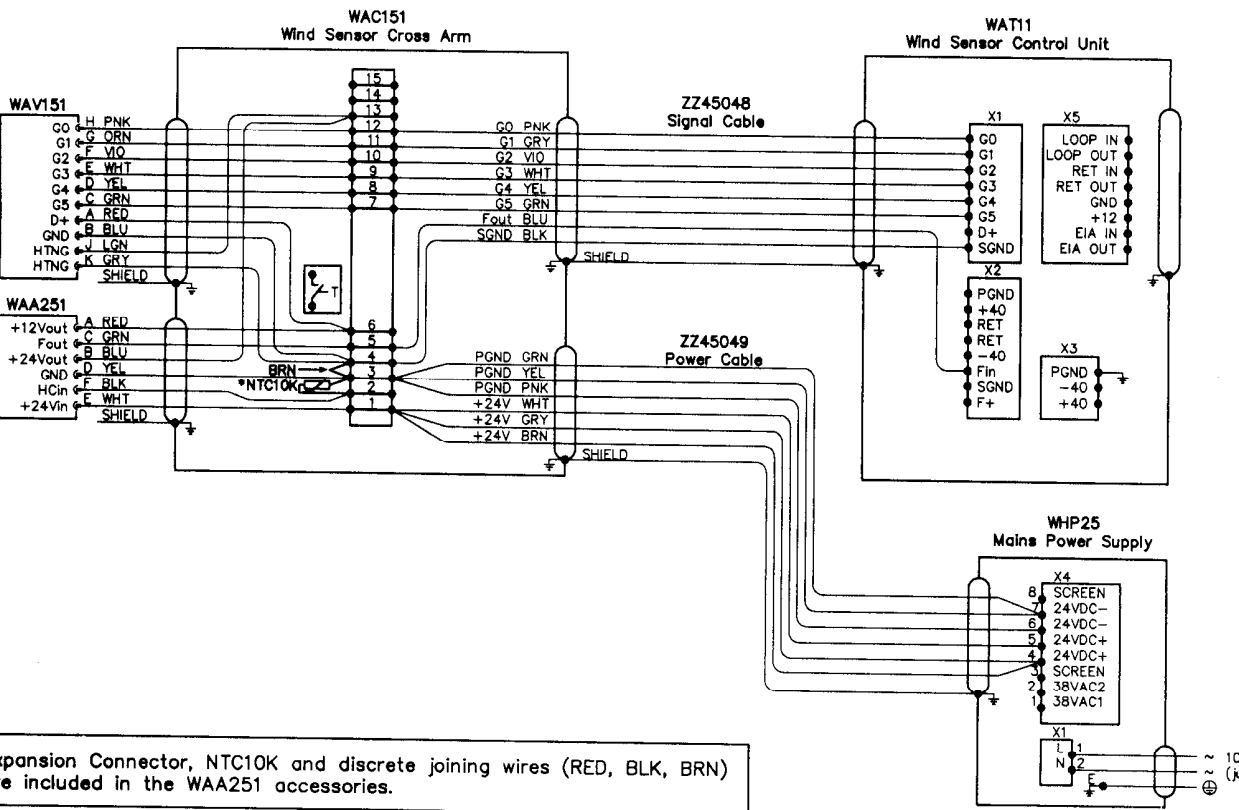 WAC151
Wind Sensor Cross Arm
WAT11
Wind Sensor Control Unit
WAV151
G0 H PNK
G1 G ORN
G2 F VIO
G3 E WHT
G4 D YEL
G5 C GRN
D+ A RED
GND B BLU
HTNG J LGN
HTNG K GRY
SHIELD
WAA251
+12Vout A RED
Fout C GRN
+24Vout B BLU
GND D YEL
HCin F BLK
+24Vin E WHT
SHIELD
15
14
13
12
11
10
9
8
7
T
6
5
4
3
2
1
BRN
*NTC10K
ZZ45048
Signal Cable
G0 PNK
G1 GRY
G2 VIO
G3 WHT
G4 YEL
G5 GRN
Fout BLU
SGND BLK
SHIELD
ZZ45049
Power Cable
PGND GRN
PGND YEL
PGND PNK
+24V WHT
+24V GRY
+24V BRN
SHIELD
X1
G0
G1
G2
G3
G4
G5
D+
SGND
X5
LOOP IN
LOOP OUT
RET IN
RET OUT
GND
+12
EIA IN
EIA OUT
X2
PGND
+40
RET
RET
-40
Fin
SGND
F+
X3
PGND
-40
+40
WHP25
Mains Power Supply
X4
8 SCREEN
7 24VDC-
6 24VDC-
5 24VDC+
4 24VDC+
3 SCREEN
2 38VAC2
1 38VAC1
X1
L 1
N 2
E
~ 10
~ (j
xpansion Connector, NTC10K and discrete joining wires (RED, BLK, BRN)
e included in the WAA251 accessories.